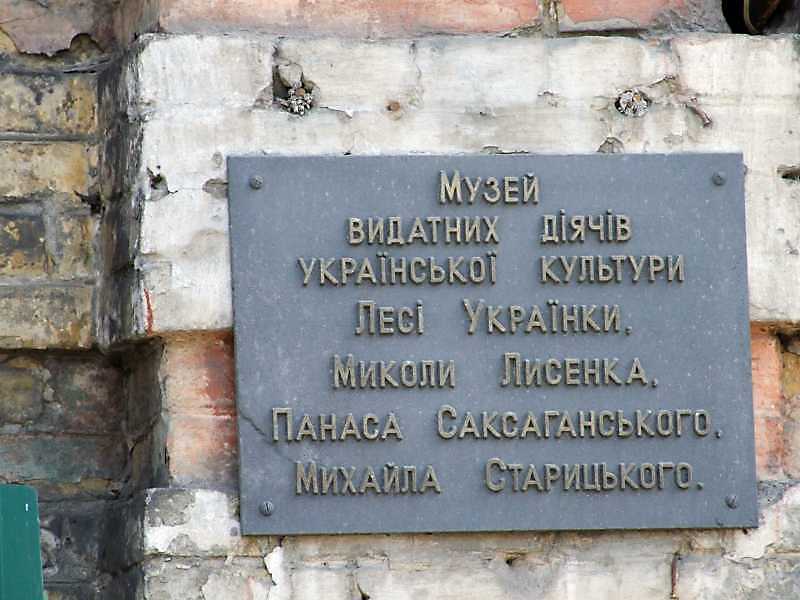 Музей
видатних діячів
української культури
Лесі Українки,
Миколи Лисенка,
Панаса Саксаганського,
Михайла Старицького.